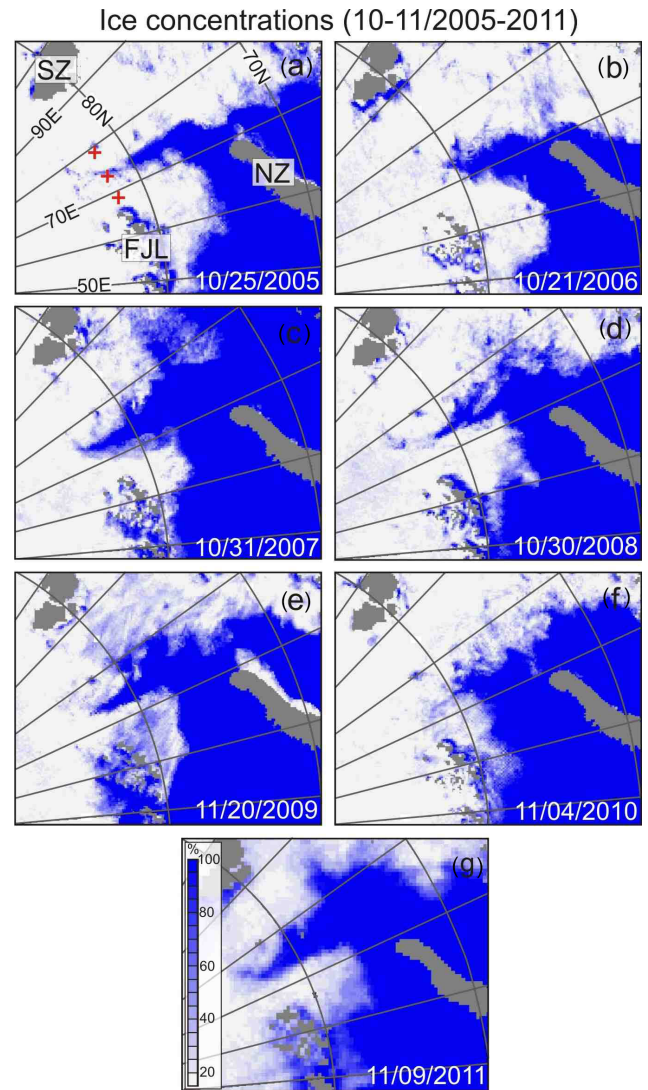 Ice concentrations (10-11/2005-2011)
SZ
(a)
70N
90E
80N
NZ
70E
FJL
50E
10/25/2005
(b)
10/21/2006
(c)
10/31/2007
(d)
10/30/2008
(e)
11/20/2009
(f)
11/04/2010
(g)
%
100
80
60
40
20
11/09/2011